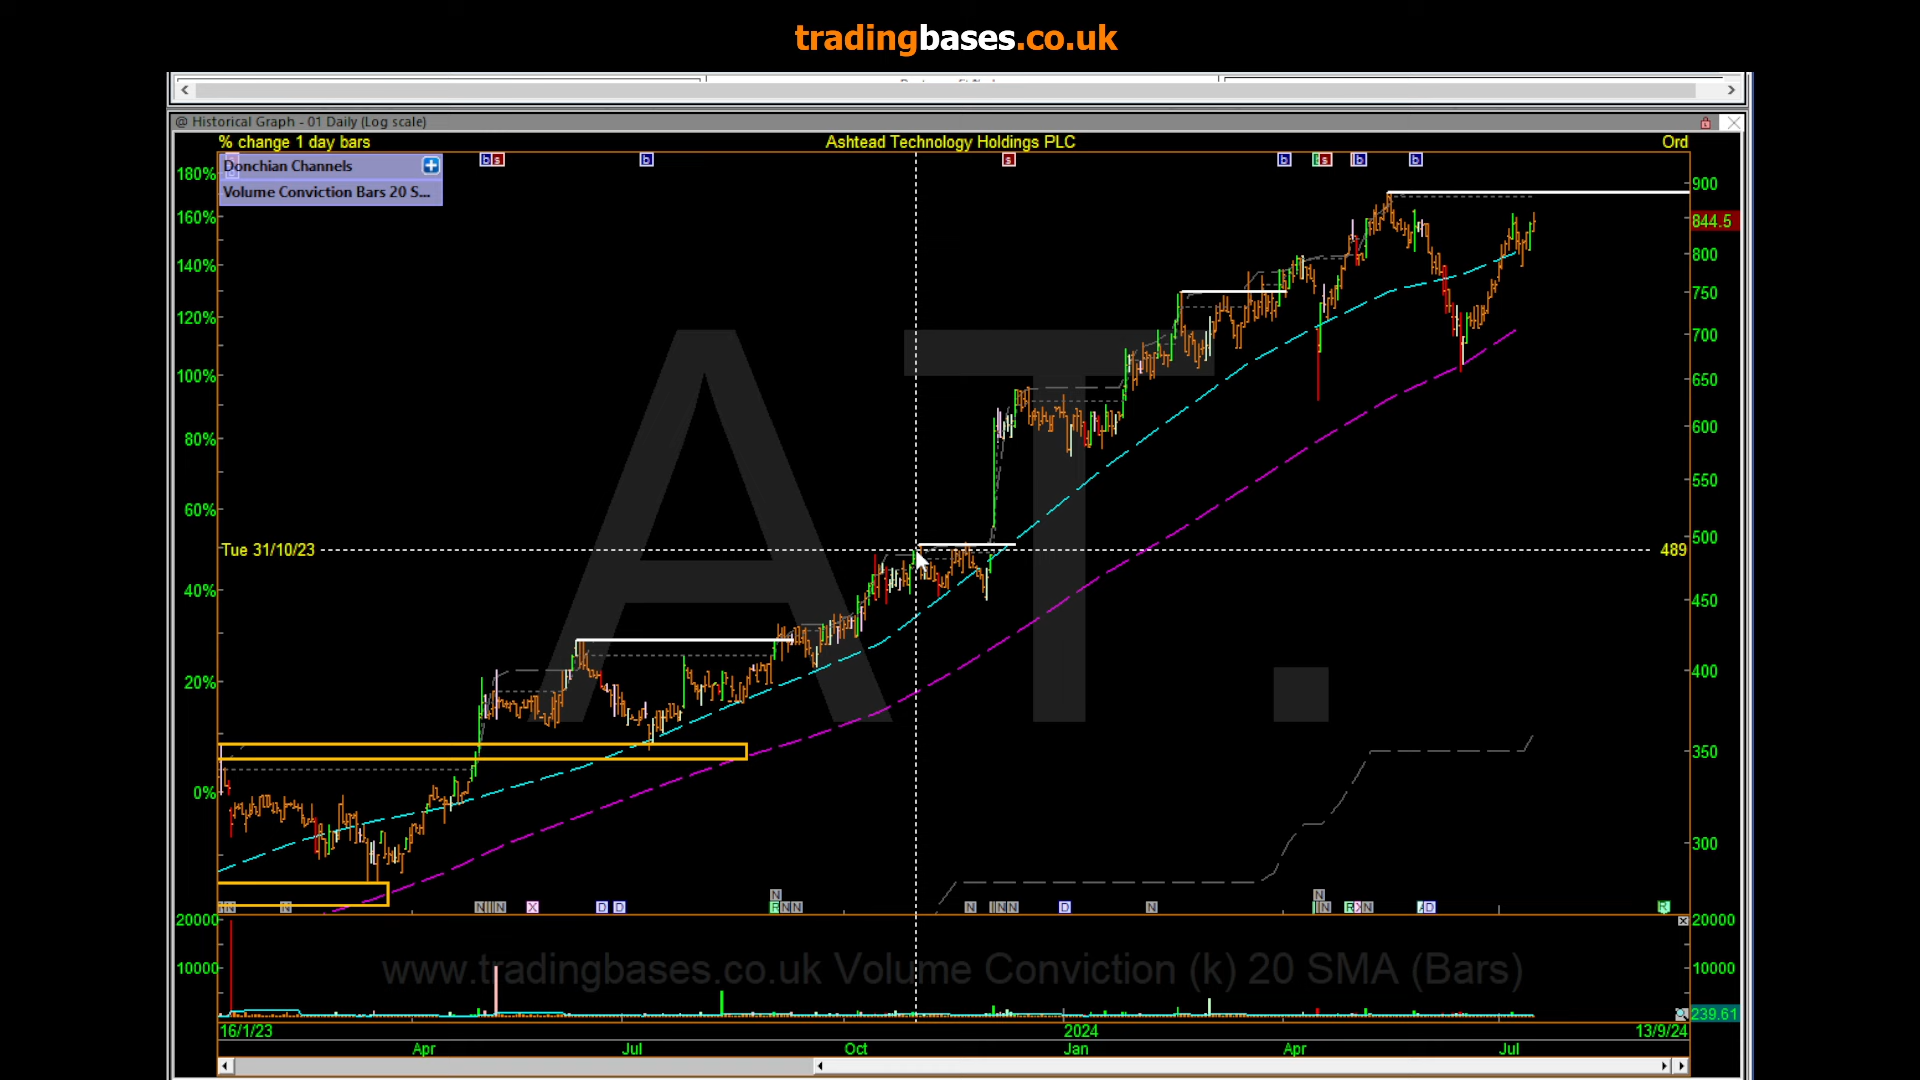 tradingbases.co.uk
@ Historical Graph - 01 Daily (Log scale)
% change 1 day bars
Ashtead Technology Holdings PLC
Ord
Donchian Channels
Volume Conviction Bars 20 S...
b s b s b s b b
180%
160%
140%
120%
100%
80%
60%
40%
20%
0%
900
844.5
800
750
700
650
600
550
500
450
400
350
300
AT.
Tue 31/10/23
489
N N N N X D D N R N N N N N D N N N R X N A D R
20000
10000
20000
10000
239.61
www.tradingbases.co.uk Volume Conviction (k) 20 SMA (Bars)
16/1/23
2024
13/9/24
Apr
Jul
Oct
Jan
Apr
Jul